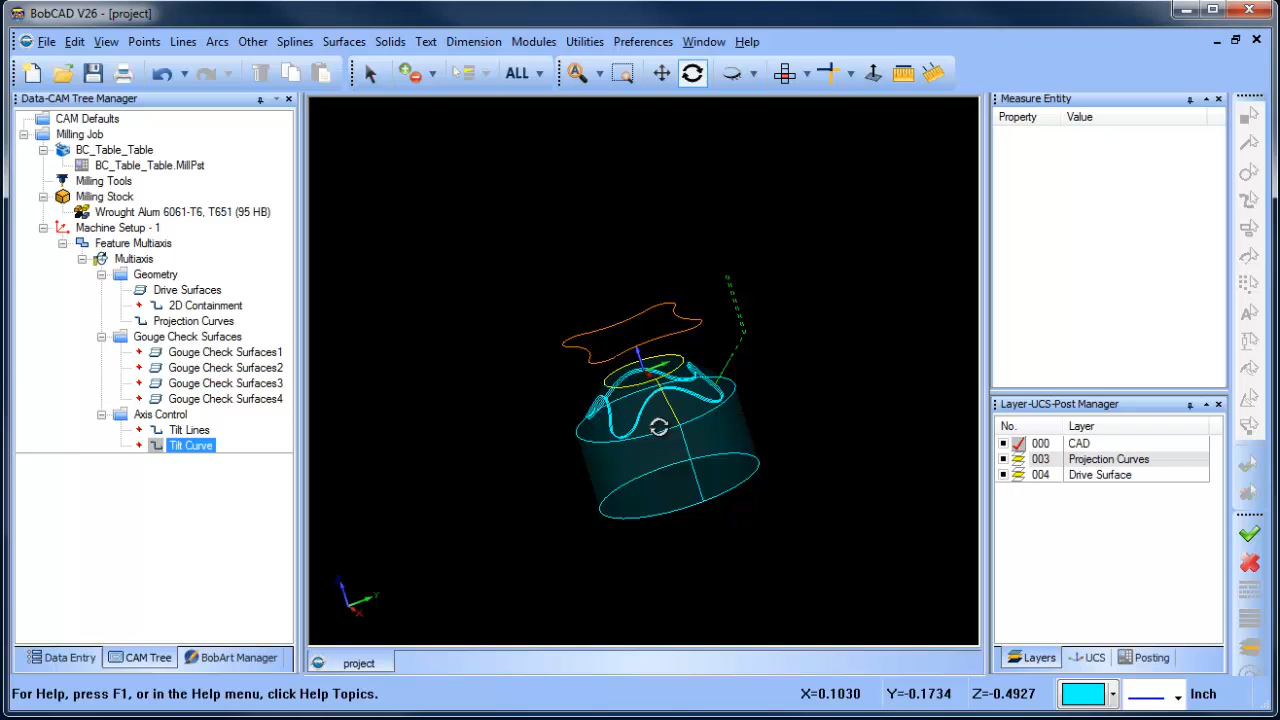 BobCAD V26 - [project]
File Edit View Points Lines Arcs Other Splines Surfaces Solids Text Dimension Modules Utilities Preferences Window Help
ALL
Data-CAM Tree Manager
CAM Defaults
Milling Job
BC_Table_Table
BC_Table_Table.MillPst
Milling Tools
Milling Stock
Wrought Alum 6061-T6, T651 (95 HB)
Machine Setup - 1
Feature Multiaxis
Multiaxis
Geometry
Drive Surfaces
2D Containment
Projection Curves
Gouge Check Surfaces
Gouge Check Surfaces1
Gouge Check Surfaces2
Gouge Check Surfaces3
Gouge Check Surfaces4
Axis Control
Tilt Lines
Tilt Curve
Data Entry CAM Tree BobArt Manager
project
Measure Entity
Property Value
Layer-UCS-Post Manager
No. Layer
000 CAD
003 Projection Curves
004 Drive Surface
Layers UCS Posting
For Help, press F1, or in the Help menu, click Help Topics.
X=0.1030 Y=-0.1734 Z=-0.4927 Inch